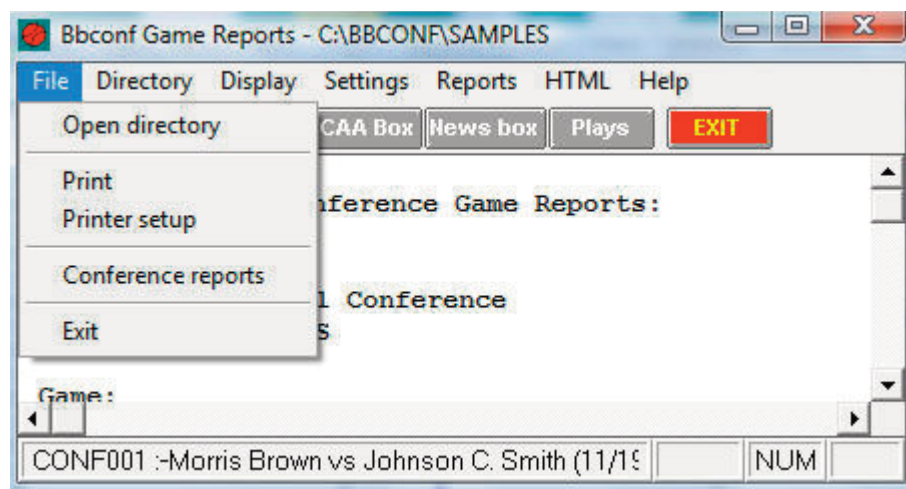 Bbconf Game Reports - C:\BBCONF\SAMPLES
File Directory Display Settings Reports HTML Help
Open directory
CAA Box News box Plays EXIT
Print
nference Game Reports:
Printer setup
Conference reports
l Conference
Exit
S
Game:
CONF001 :-Morris Brown vs Johnson C. Smith (11/19
NUM